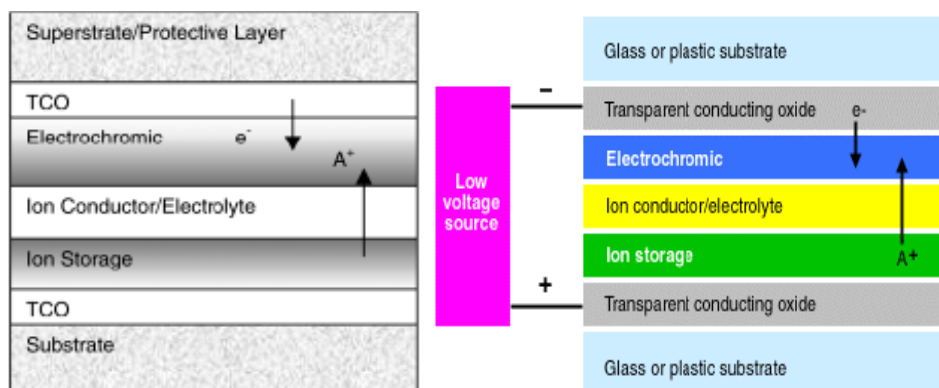 Superstrate/Protective Layer
TCO
Electrochromic e-
A+
Ion Conductor/Electrolyte
Ion Storage
TCO
Substrate
Low
voltage
source
−
+
Glass or plastic substrate
Transparent conducting oxide e-
Electrochromic
Ion conductor/electrolyte
Ion storage A+
Transparent conducting oxide
Glass or plastic substrate